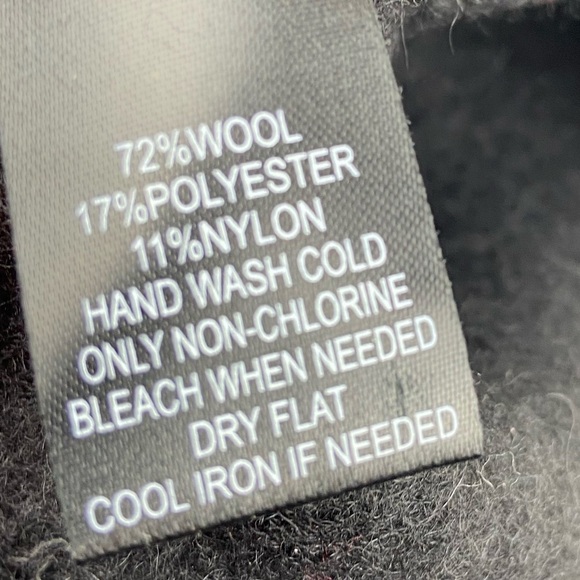 72%WOOL
17%POLYESTER
11%NYLON
HAND WASH COLD
ONLY NON-CHLORINE
BLEACH WHEN NEEDED
DRY FLAT
COOL IRON IF NEEDED